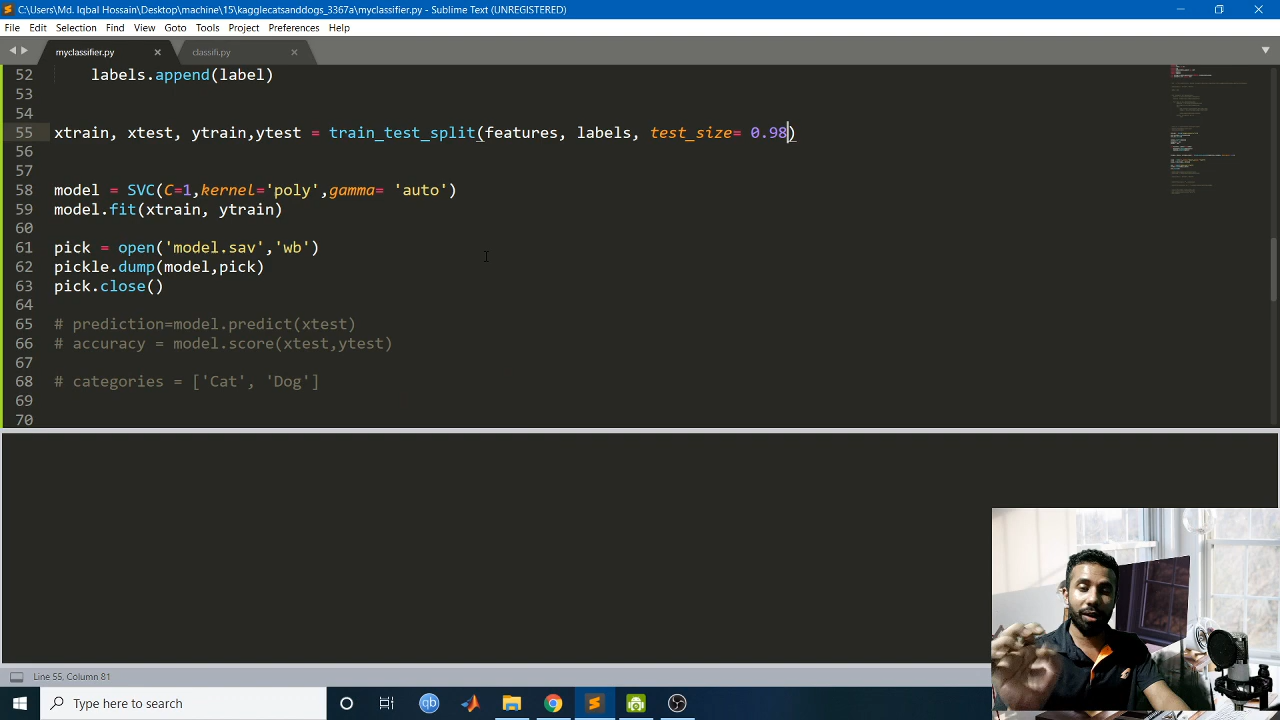 C:\Users\Md. Iqbal Hossain\Desktop\machine\15\kagglecatsanddogs_3367a\myclassifier.py - Sublime Text (UNREGISTERED)
File Edit Selection Find View Goto Tools Project Preferences Help
myclassifier.py classifi.py
52 labels.append(label)
53
54
55 xtrain, xtest, ytrain,ytest = train_test_split(features, labels, test_size= 0.98)
56
57
58 model = SVC(C=1,kernel='poly',gamma= 'auto')
59 model.fit(xtrain, ytrain)
60
61 pick = open('model.sav','wb')
62 pickle.dump(model,pick)
63 pick.close()
64
65 # prediction=model.predict(xtest)
66 # accuracy = model.score(xtest,ytest)
67
68 # categories = ['Cat', 'Dog']
69
70
Line 55, Column 81
Type here to search
qb